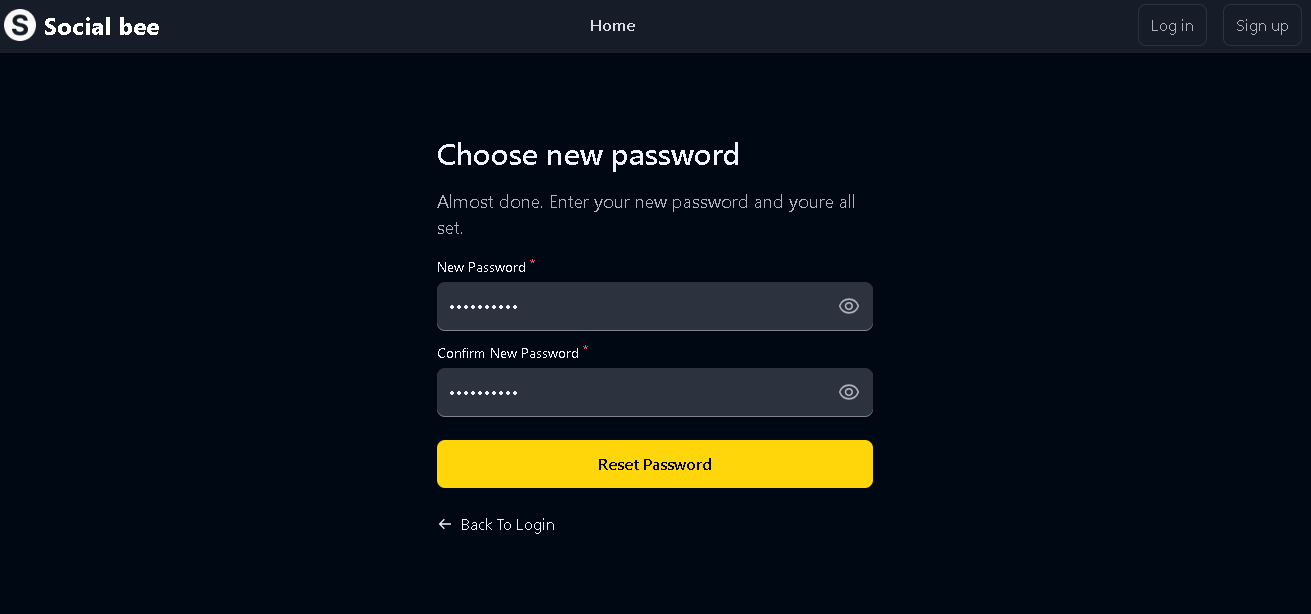 S Social bee
Home
Log in
Sign up
Choose new password
Almost done. Enter your new password and youre all
set.
New Password *
••••••••••
Confirm New Password *
••••••••••
Reset Password
← Back To Login